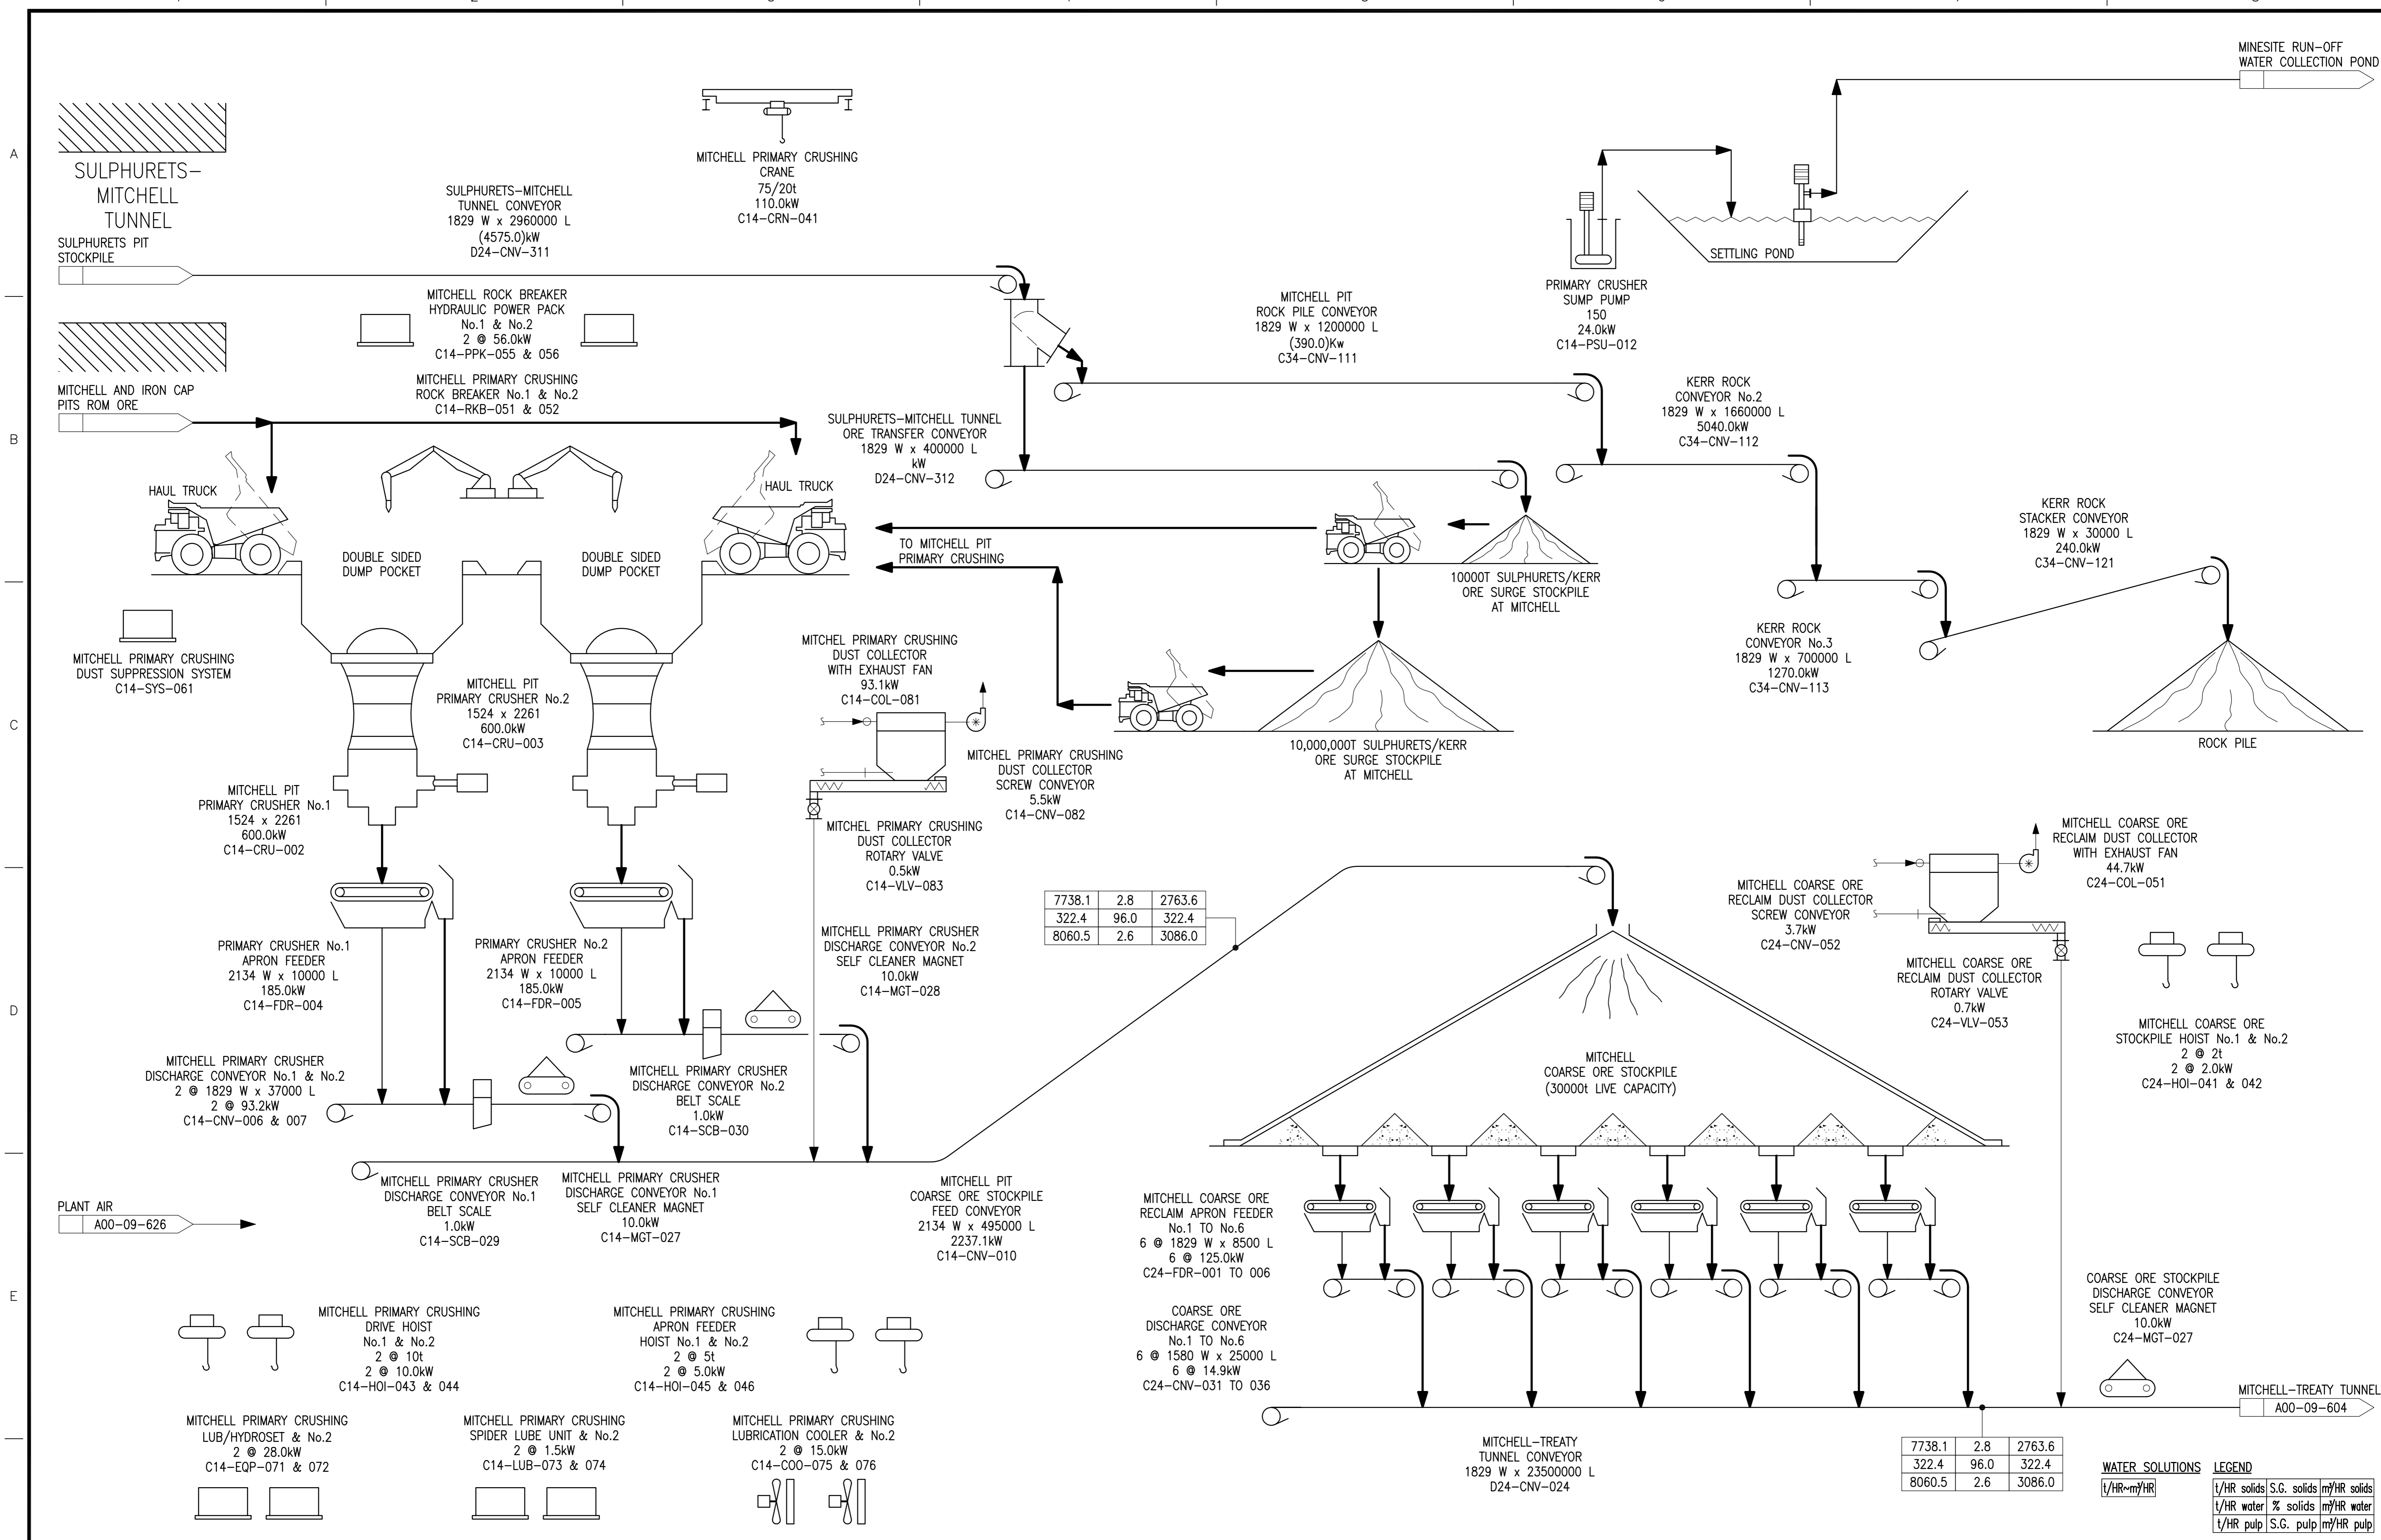 MINESITE RUN-OFF
WATER COLLECTION POND
A
SULPHURETS-
MITCHELL
TUNNEL
SULPHURETS PIT
STOCKPILE
SULPHURETS-MITCHELL
TUNNEL CONVEYOR
1829 W x 2960000 L
(4575.0)kW
D24-CNV-311
MITCHELL PRIMARY CRUSHING
CRANE
75/20t
110.0kW
C14-CRN-041
SETTLING POND
PRIMARY CRUSHER
SUMP PUMP
150
24.0kW
C14-PSU-012
MITCHELL ROCK BREAKER
HYDRAULIC POWER PACK
No.1 & No.2
2 @ 56.0kW
C14-PPK-055 & 056
MITCHELL PIT
ROCK PILE CONVEYOR
1829 W x 1200000 L
(390.0)Kw
C34-CNV-111
B
MITCHELL AND IRON CAP
PITS ROM ORE
MITCHELL PRIMARY CRUSHING
ROCK BREAKER No.1 & No.2
C14-RKB-051 & 052
SULPHURETS-MITCHELL TUNNEL
ORE TRANSFER CONVEYOR
1829 W x 400000 L
kW
D24-CNV-312
KERR ROCK
CONVEYOR No.2
1829 W x 1660000 L
5040.0kW
C34-CNV-112
HAUL TRUCK
HAUL TRUCK
DOUBLE SIDED
DUMP POCKET
DOUBLE SIDED
DUMP POCKET
TO MITCHELL PIT
PRIMARY CRUSHING
10000T SULPHURETS/KERR
ORE SURGE STOCKPILE
AT MITCHELL
KERR ROCK
STACKER CONVEYOR
1829 W x 30000 L
240.0kW
C34-CNV-121
C
MITCHELL PRIMARY CRUSHING
DUST SUPPRESSION SYSTEM
C14-SYS-061
MITCHELL PIT
PRIMARY CRUSHER No.2
1524 x 2261
600.0kW
C14-CRU-003
MITCHEL PRIMARY CRUSHING
DUST COLLECTOR
WITH EXHAUST FAN
93.1kW
C14-COL-081
KERR ROCK
CONVEYOR No.3
1829 W x 700000 L
1270.0kW
C34-CNV-113
MITCHEL PRIMARY CRUSHING
DUST COLLECTOR
SCREW CONVEYOR
5.5kW
C14-CNV-082
10,000,000T SULPHURETS/KERR
ORE SURGE STOCKPILE
AT MITCHELL
ROCK PILE
MITCHELL PIT
PRIMARY CRUSHER No.1
1524 x 2261
600.0kW
C14-CRU-002
MITCHEL PRIMARY CRUSHING
DUST COLLECTOR
ROTARY VALVE
0.5kW
C14-VLV-083
MITCHELL COARSE ORE
RECLAIM DUST COLLECTOR
WITH EXHAUST FAN
44.7kW
C24-COL-051
D
PRIMARY CRUSHER No.1
APRON FEEDER
2134 W x 10000 L
185.0kW
C14-FDR-004
PRIMARY CRUSHER No.2
APRON FEEDER
2134 W x 10000 L
185.0kW
C14-FDR-005
MITCHELL PRIMARY CRUSHER
DISCHARGE CONVEYOR No.2
SELF CLEANER MAGNET
10.0kW
C14-MGT-028
7738.1 2.8 2763.6
322.4 96.0 322.4
8060.5 2.6 3086.0
MITCHELL COARSE ORE
RECLAIM DUST COLLECTOR
SCREW CONVEYOR
3.7kW
C24-CNV-052
MITCHELL COARSE ORE
RECLAIM DUST COLLECTOR
ROTARY VALVE
0.7kW
C24-VLV-053
MITCHELL COARSE ORE
STOCKPILE HOIST No.1 & No.2
2 @ 2t
2 @ 2.0kW
C24-HOI-041 & 042
MITCHELL PRIMARY CRUSHER
DISCHARGE CONVEYOR No.1 & No.2
2 @ 1829 W x 37000 L
2 @ 93.2kW
C14-CNV-006 & 007
MITCHELL PRIMARY CRUSHER
DISCHARGE CONVEYOR No.2
BELT SCALE
1.0kW
C14-SCB-030
MITCHELL
COARSE ORE STOCKPILE
(30000t LIVE CAPACITY)
E
PLANT AIR
A00-09-626
MITCHELL PRIMARY CRUSHER
DISCHARGE CONVEYOR No.1
BELT SCALE
1.0kW
C14-SCB-029
MITCHELL PRIMARY CRUSHER
DISCHARGE CONVEYOR No.1
SELF CLEANER MAGNET
10.0kW
C14-MGT-027
MITCHELL PIT
COARSE ORE STOCKPILE
FEED CONVEYOR
2134 W x 495000 L
2237.1kW
C14-CNV-010
MITCHELL COARSE ORE
RECLAIM APRON FEEDER
No.1 TO No.6
6 @ 1829 W x 8500 L
6 @ 125.0kW
C24-FDR-001 TO 006
COARSE ORE
DISCHARGE CONVEYOR
No.1 TO No.6
6 @ 1580 W x 25000 L
6 @ 14.9kW
C24-CNV-031 TO 036
COARSE ORE STOCKPILE
DISCHARGE CONVEYOR
SELF CLEANER MAGNET
10.0kW
C24-MGT-027
MITCHELL PRIMARY CRUSHING
DRIVE HOIST
No.1 & No.2
2 @ 10t
2 @ 10.0kW
C14-HOI-043 & 044
MITCHELL PRIMARY CRUSHING
APRON FEEDER
HOIST No.1 & No.2
2 @ 5t
2 @ 5.0kW
C14-HOI-045 & 046
MITCHELL-TREATY TUNNEL
A00-09-604
MITCHELL PRIMARY CRUSHING
LUB/HYDROSET & No.2
2 @ 28.0kW
C14-EQP-071 & 072
MITCHELL PRIMARY CRUSHING
SPIDER LUBE UNIT & No.2
2 @ 1.5kW
C14-LUB-073 & 074
MITCHELL PRIMARY CRUSHING
LUBRICATION COOLER & No.2
2 @ 15.0kW
C14-COO-075 & 076
MITCHELL-TREATY
TUNNEL CONVEYOR
1829 W x 23500000 L
D24-CNV-024
7738.1 2.8 2763.6
322.4 96.0 322.4
8060.5 2.6 3086.0
WATER SOLUTIONS
t/HR~m³/HR
LEGEND
t/HR solids S.G. solids m³/HR solids
t/HR water % solids m³/HR water
t/HR pulp S.G. pulp m³/HR pulp